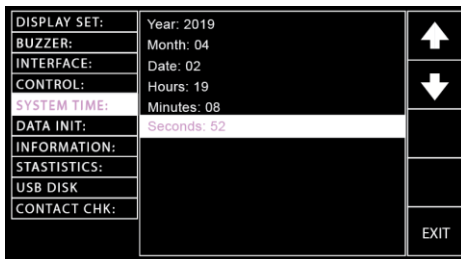 DISPLAY SET:
BUZZER:
INTERFACE:
CONTROL:
SYSTEM TIME:
DATA INIT:
INFORMATION:
STASTISTICS:
USB DISK
CONTACT CHK:
Year: 2019
Month: 04
Date: 02
Hours: 19
Minutes: 08
Seconds: 52
EXIT